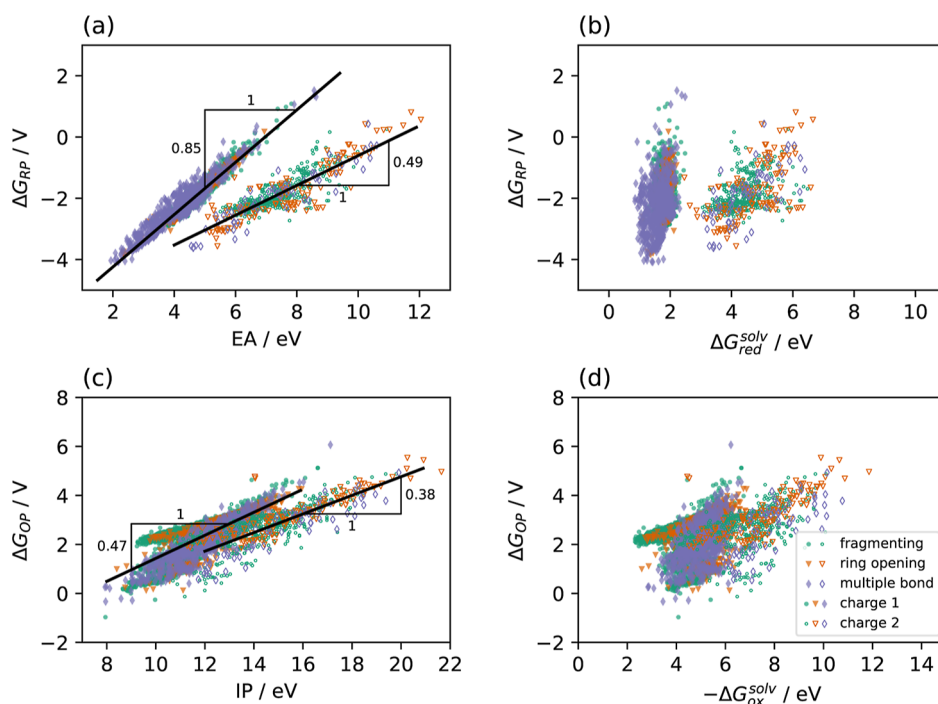 (a)
2
0
−2
−4
ΔG_RP / V
1
0.85
0.49
1
2 4 6 8 10 12
EA / eV
(b)
2
0
−2
−4
ΔG_RP / V
0 2 4 6 8 10
ΔG^solv_red / eV
(c)
8
6
4
2
0
−2
ΔG_OP / V
1
0.47
0.38
1
8 10 12 14 16 18 20 22
IP / eV
(d)
8
6
4
2
0
−2
ΔG_OP / V
fragmenting
ring opening
multiple bond
charge 1
charge 2
0 2 4 6 8 10 12 14
−ΔG^solv_ox / eV